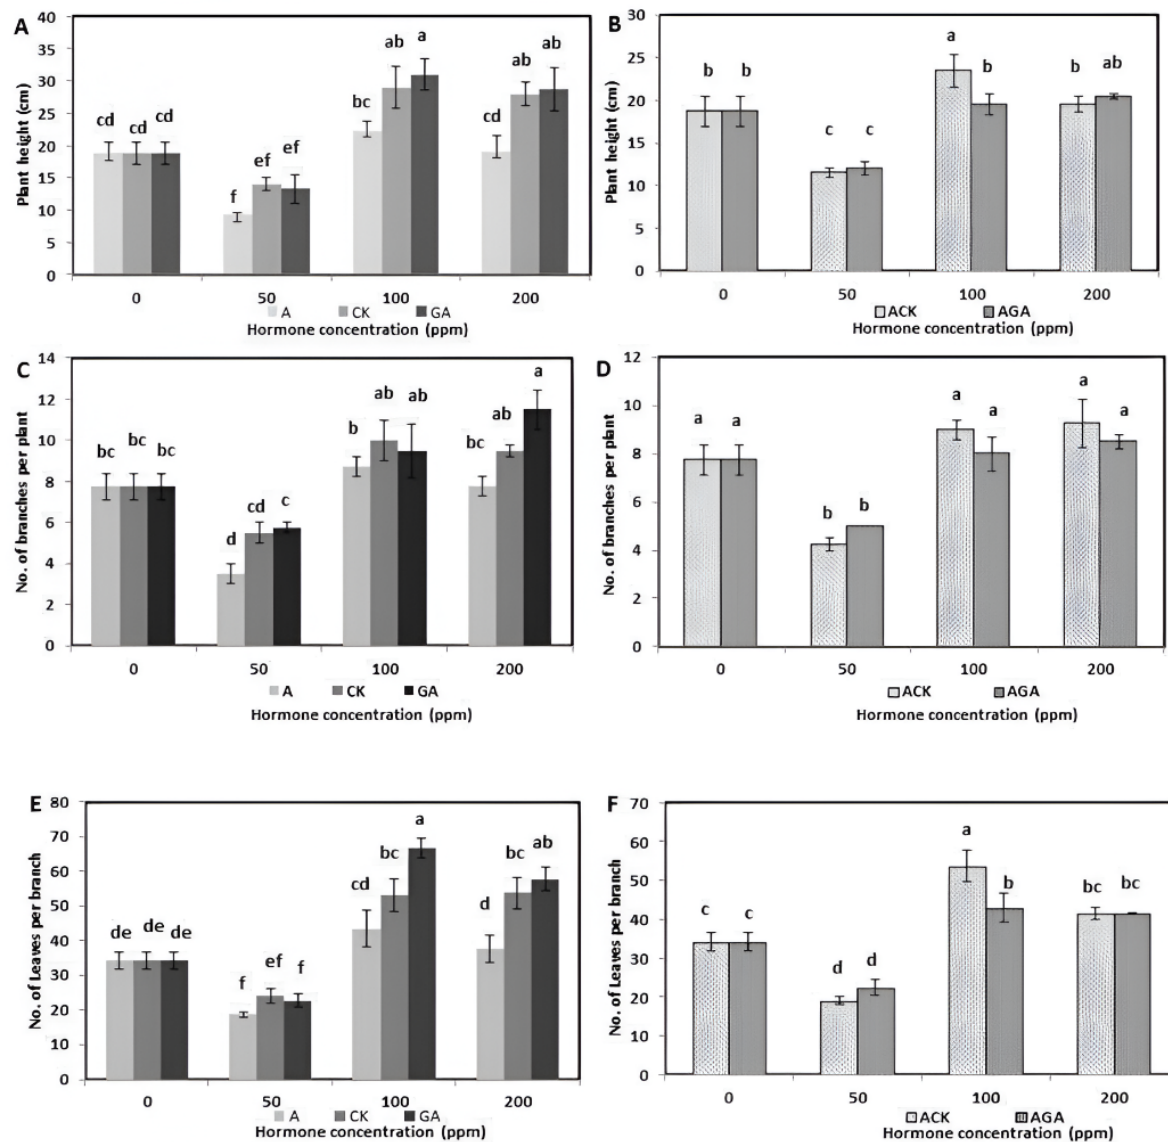 A
Plant height (cm)
40
35
30
25
20
15
10
5
0
cd cd cd
f ef ef
bc ab a
cd ab ab
0 50 100 200
A CK GA
Hormone concentration (ppm)
B
Plant height (cm)
30
25
20
15
10
5
0
b b
c c
a b
b ab
0 50 100 200
ACK AGA
Hormone concentration (ppm)
C
No. of branches per plant
14
12
10
8
6
4
2
0
bc bc bc
d cd c
b ab ab
bc ab a
0 50 100 200
A CK GA
Hormone concentration (ppm)
D
No. of branches per plant
12
10
8
6
4
2
0
a a
b b
a a
a a
0 50 100 200
ACK AGA
Hormone concentration (ppm)
E
No. of Leaves per branch
80
70
60
50
40
30
20
10
0
de de de
f ef f
cd bc a
d bc ab
0 50 100 200
A CK GA
Hormone concentration (ppm)
F
No. of Leaves per branch
70
60
50
40
30
20
10
0
c c
d d
a b
bc bc
0 50 100 200
ACK AGA
Hormone concentration (ppm)